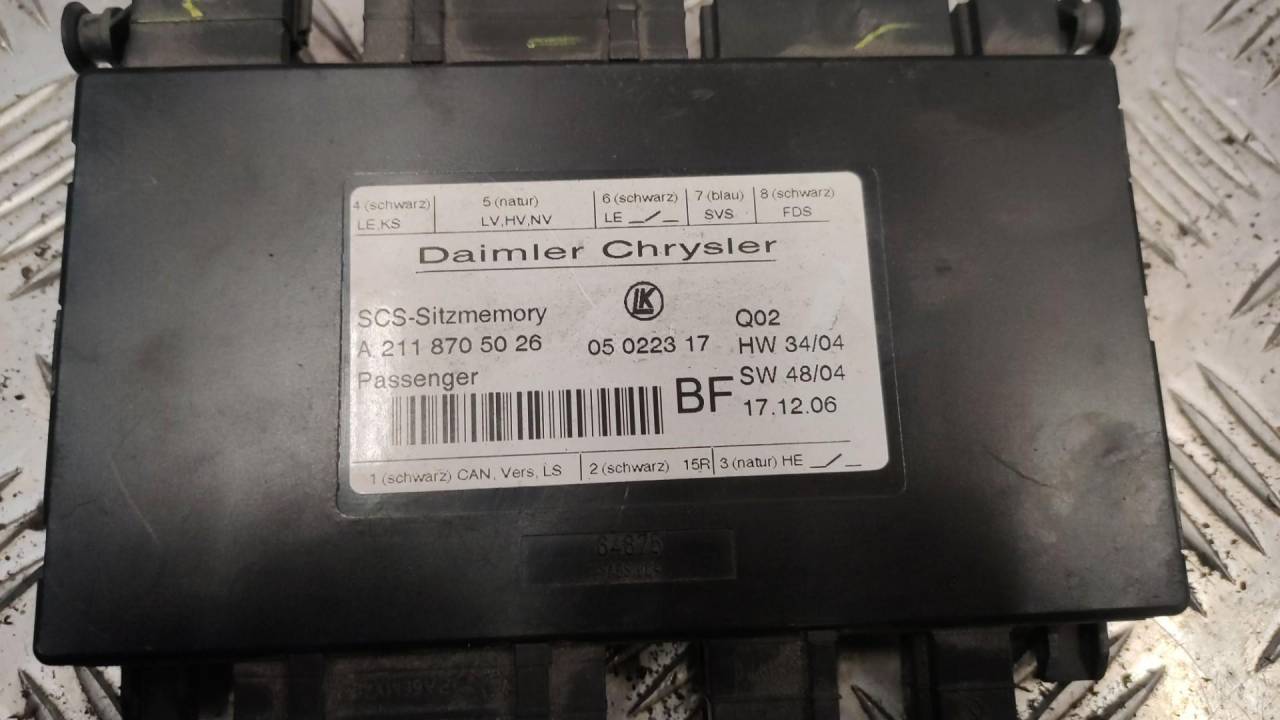 4 (schwarz) 5 (natur) 6 (schwarz) 7 (blau) 8 (schwarz)
LE,KS LV,HV,NV LE SVS FDS
Daimler Chrysler
SCS-Sitzmemory LK Q02
A 211 870 50 26 05 0223 17 HW 34/04
Passenger BF SW 48/04
17.12.06
1 (schwarz) CAN, Vers, LS 2 (schwarz) 15R 3 (natur) HE
64875